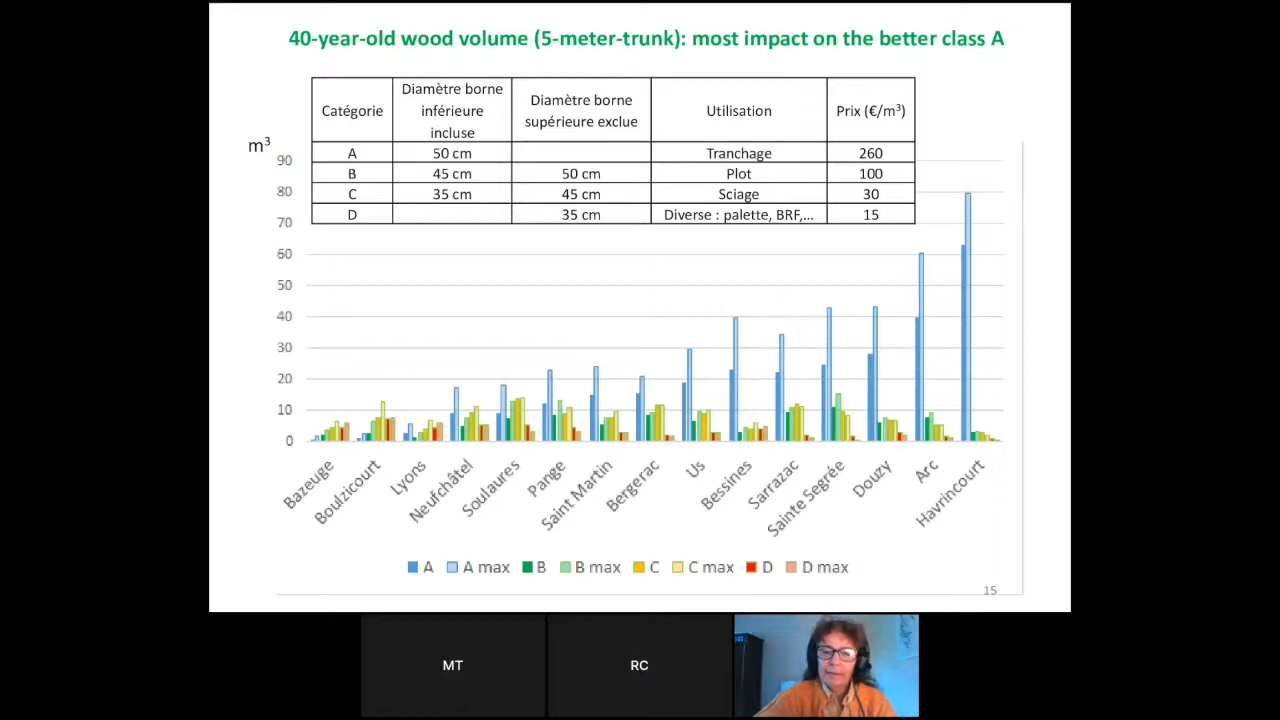 40-year-old wood volume (5-meter-trunk): most impact on the better class A
Catégorie
Diamètre borne
inférieure
incluse
Diamètre borne
supérieure exclue
Utilisation
Prix (€/m³)
A
50 cm
Tranchage
260
B
45 cm
50 cm
Plot
100
C
35 cm
45 cm
Sciage
30
D
35 cm
Diverse : palette, BRF,...
15
m³
90
80
70
60
50
40
30
20
10
0
Bazeuge
Boulzicourt
Lyons
Neufchâtel
Soulaures
Pange
Saint Martin
Bergerac
Us
Bessines
Sarrazac
Sainte Segrée
Douzy
Arc
Havrincourt
A
A max
B
B max
C
C max
D
D max
15
MT
RC